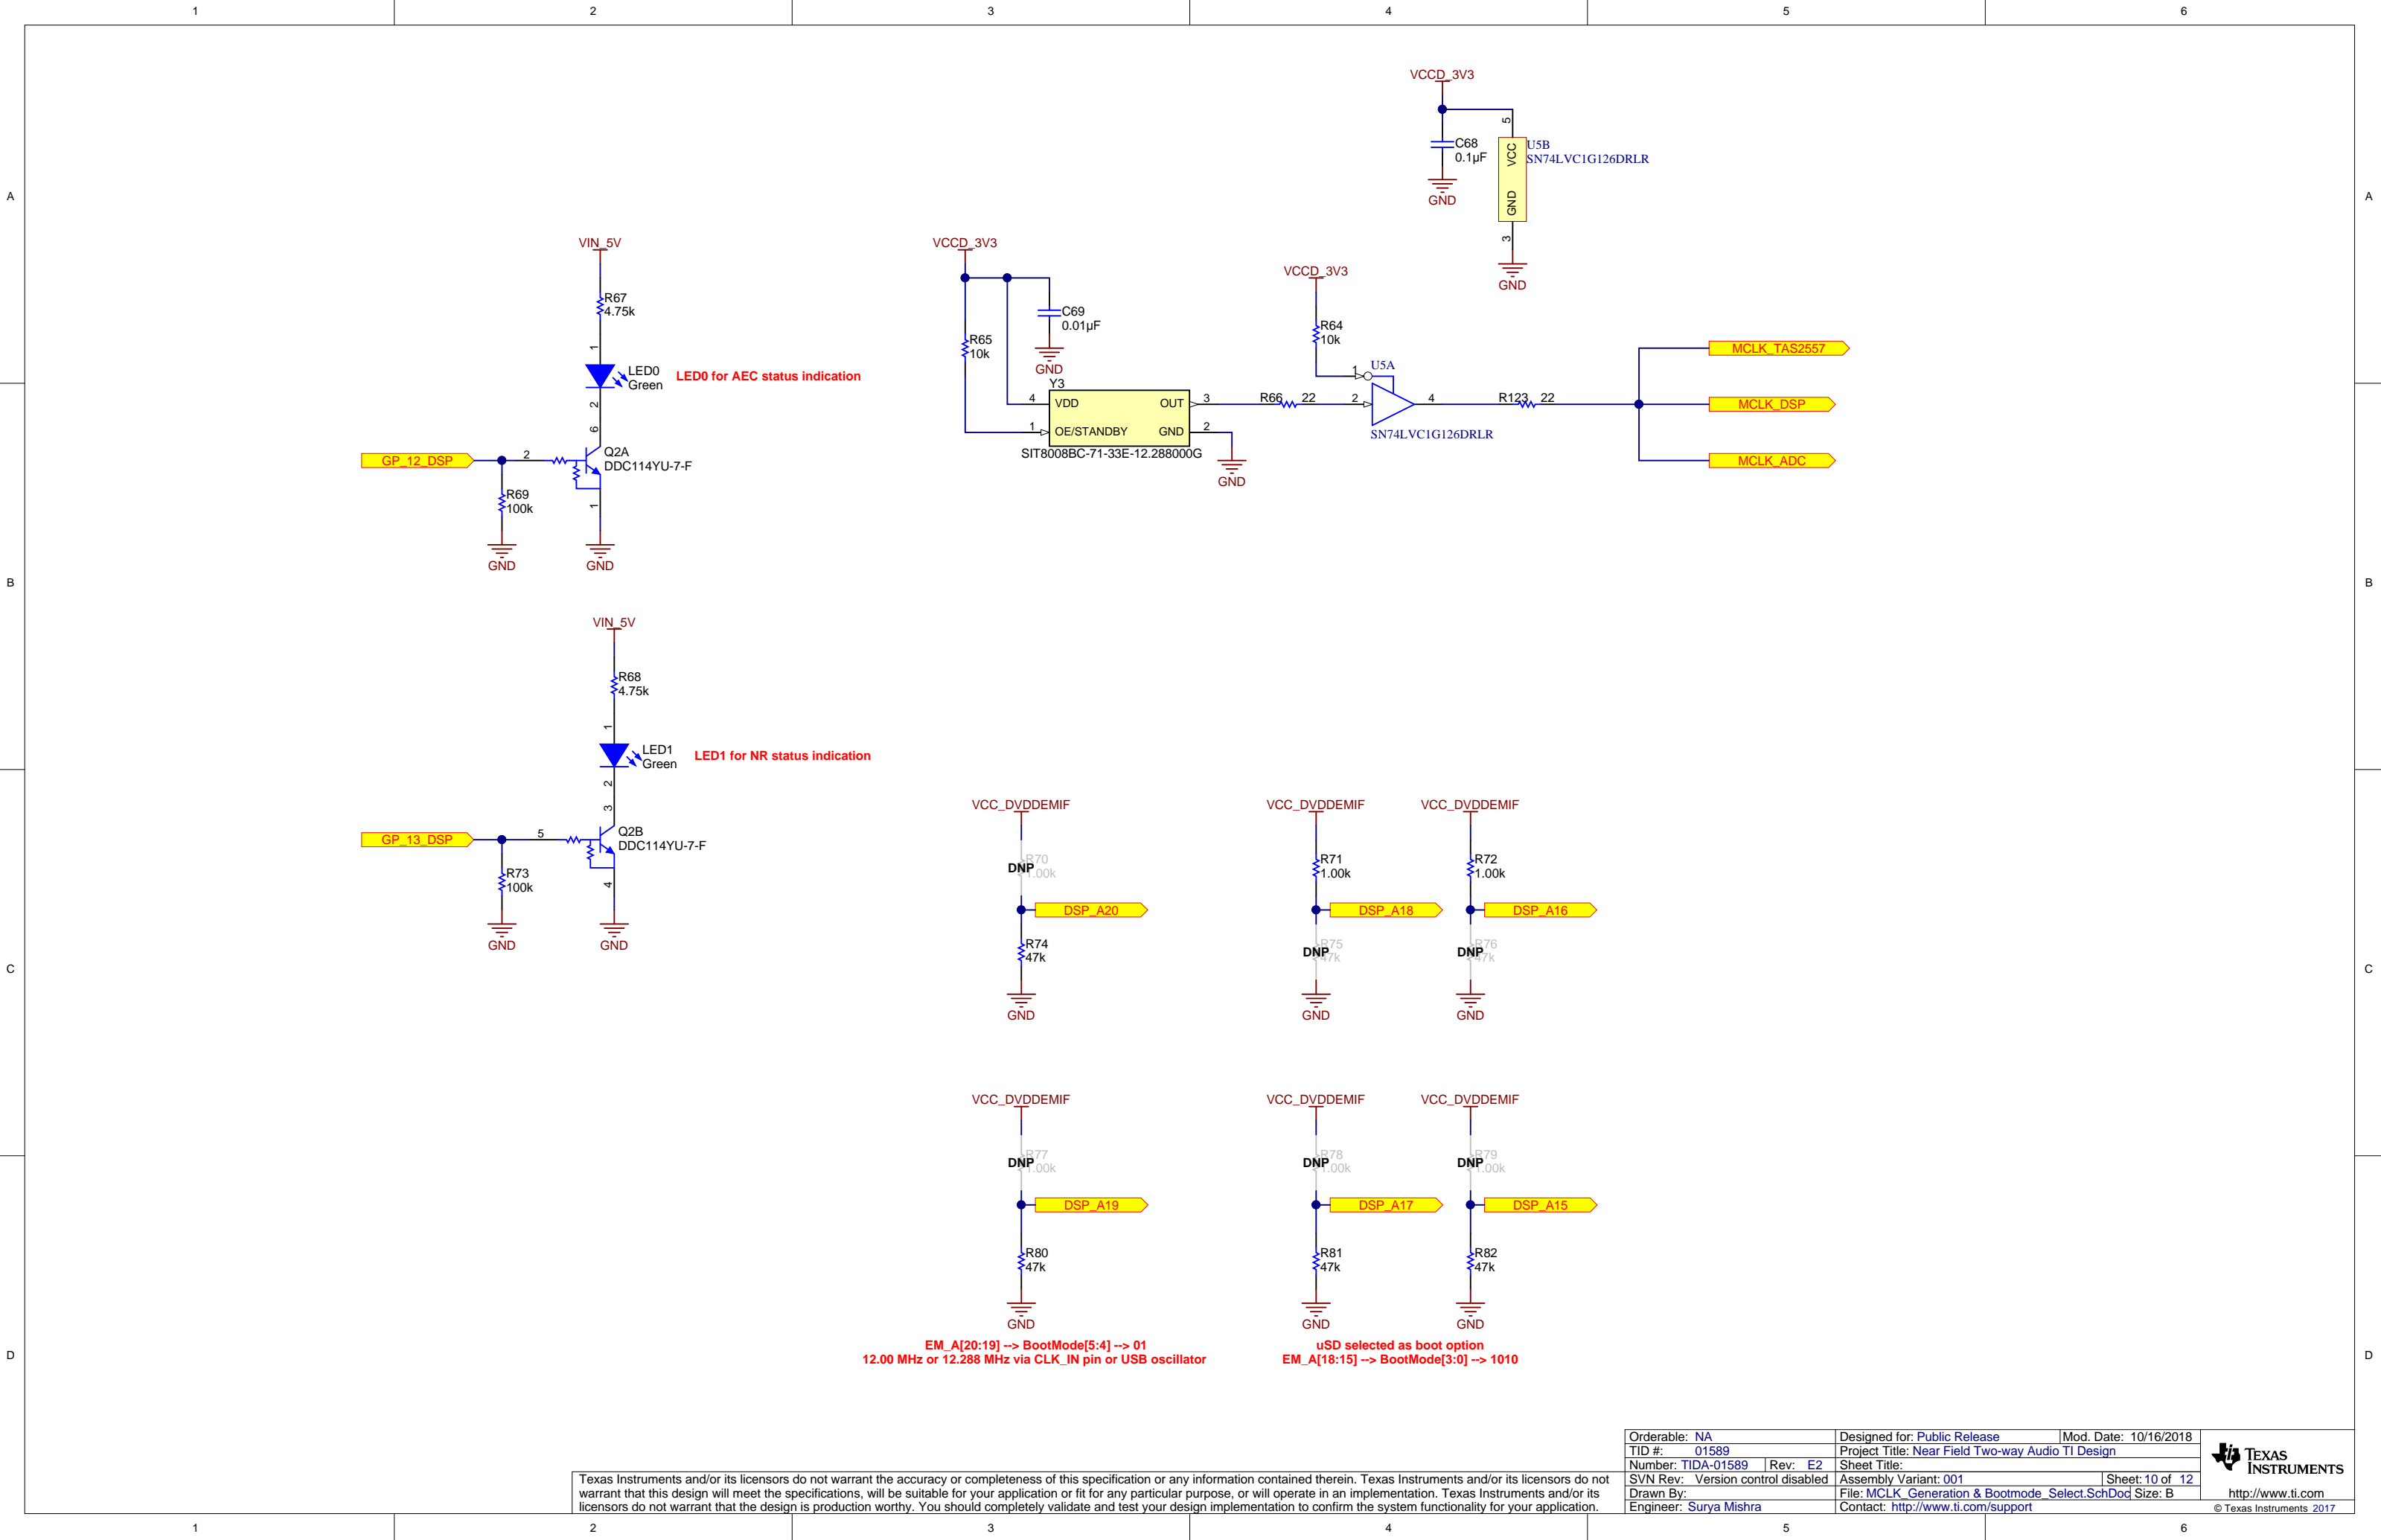 1 2 3 4 5 6
A
A
B
B
C
C
D
D
VCCD_3V3
C68
0.1µF
GND
5
VCC
GND
3
U5B
SN74LVC1G126DRLR
GND
VIN_5V
R67
4.75k
1
LED0
Green
LED0 for AEC status indication
2
6
GP_12_DSP
2
Q2A
DDC114YU-7-F
R69
100k
1
GND
GND
VCCD_3V3
C69
0.01µF
GND
R65
10k
Y3
4
VDD
OUT
3
1
OE/STANDBY
GND
2
SIT8008BC-71-33E-12.288000G
GND
VCCD_3V3
R64
10k
1
U5A
R66
22
2
4
SN74LVC1G126DRLR
R123
22
MCLK_TAS2557
MCLK_DSP
MCLK_ADC
VIN_5V
R68
4.75k
1
LED1
Green
LED1 for NR status indication
2
3
GP_13_DSP
5
Q2B
DDC114YU-7-F
R73
100k
4
GND
GND
VCC_DVDDEMIF
R70
DNP
1.00k
DSP_A20
R74
47k
GND
VCC_DVDDEMIF
R71
1.00k
DSP_A18
R75
DNP
47k
GND
VCC_DVDDEMIF
R72
1.00k
DSP_A16
R76
DNP
47k
GND
VCC_DVDDEMIF
R77
DNP
1.00k
DSP_A19
R80
47k
GND
VCC_DVDDEMIF
R78
DNP
1.00k
DSP_A17
R81
47k
GND
VCC_DVDDEMIF
R79
DNP
1.00k
DSP_A15
R82
47k
GND
EM_A[20:19] --> BootMode[5:4] --> 01
12.00 MHz or 12.288 MHz via CLK_IN pin or USB oscillator
uSD selected as boot option
EM_A[18:15] --> BootMode[3:0] --> 1010
Texas Instruments and/or its licensors do not warrant the accuracy or completeness of this specification or any information contained therein. Texas Instruments and/or its licensors do not
warrant that this design will meet the specifications, will be suitable for your application or fit for any particular purpose, or will operate in an implementation. Texas Instruments and/or its
licensors do not warrant that the design is production worthy. You should completely validate and test your design implementation to confirm the system functionality for your application.
Orderable: NA Designed for: Public Release Mod. Date: 10/16/2018
TID #: 01589 Project Title: Near Field Two-way Audio TI Design
Number: TIDA-01589 Rev: E2 Sheet Title:
SVN Rev: Version control disabled Assembly Variant: 001 Sheet: 10 of 12
Drawn By: File: MCLK_Generation & Bootmode_Select.SchDoc Size: B
Engineer: Surya Mishra Contact: http://www.ti.com/support
TEXAS
INSTRUMENTS
http://www.ti.com
© Texas Instruments 2017
1 2 3 4 5 6